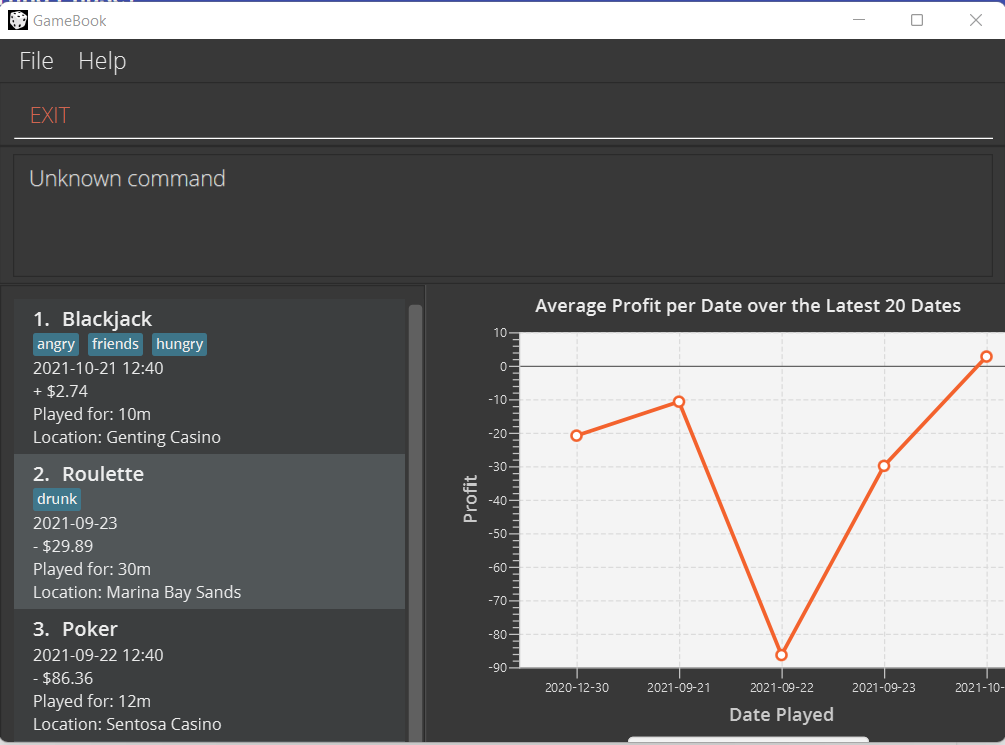 GameBook
File Help
EXIT
Unknown command
1. Blackjack
angry friends hungry
2021-10-21 12:40
+ $2.74
Played for: 10m
Location: Genting Casino
2. Roulette
drunk
2021-09-23
- $29.89
Played for: 30m
Location: Marina Bay Sands
3. Poker
2021-09-22 12:40
- $86.36
Played for: 12m
Location: Sentosa Casino
Average Profit per Date over the Latest 20 Dates
Profit
10
0
-10
-20
-30
-40
-50
-60
-70
-80
-90
2020-12-30 2021-09-21 2021-09-22 2021-09-23 2021-10-
Date Played